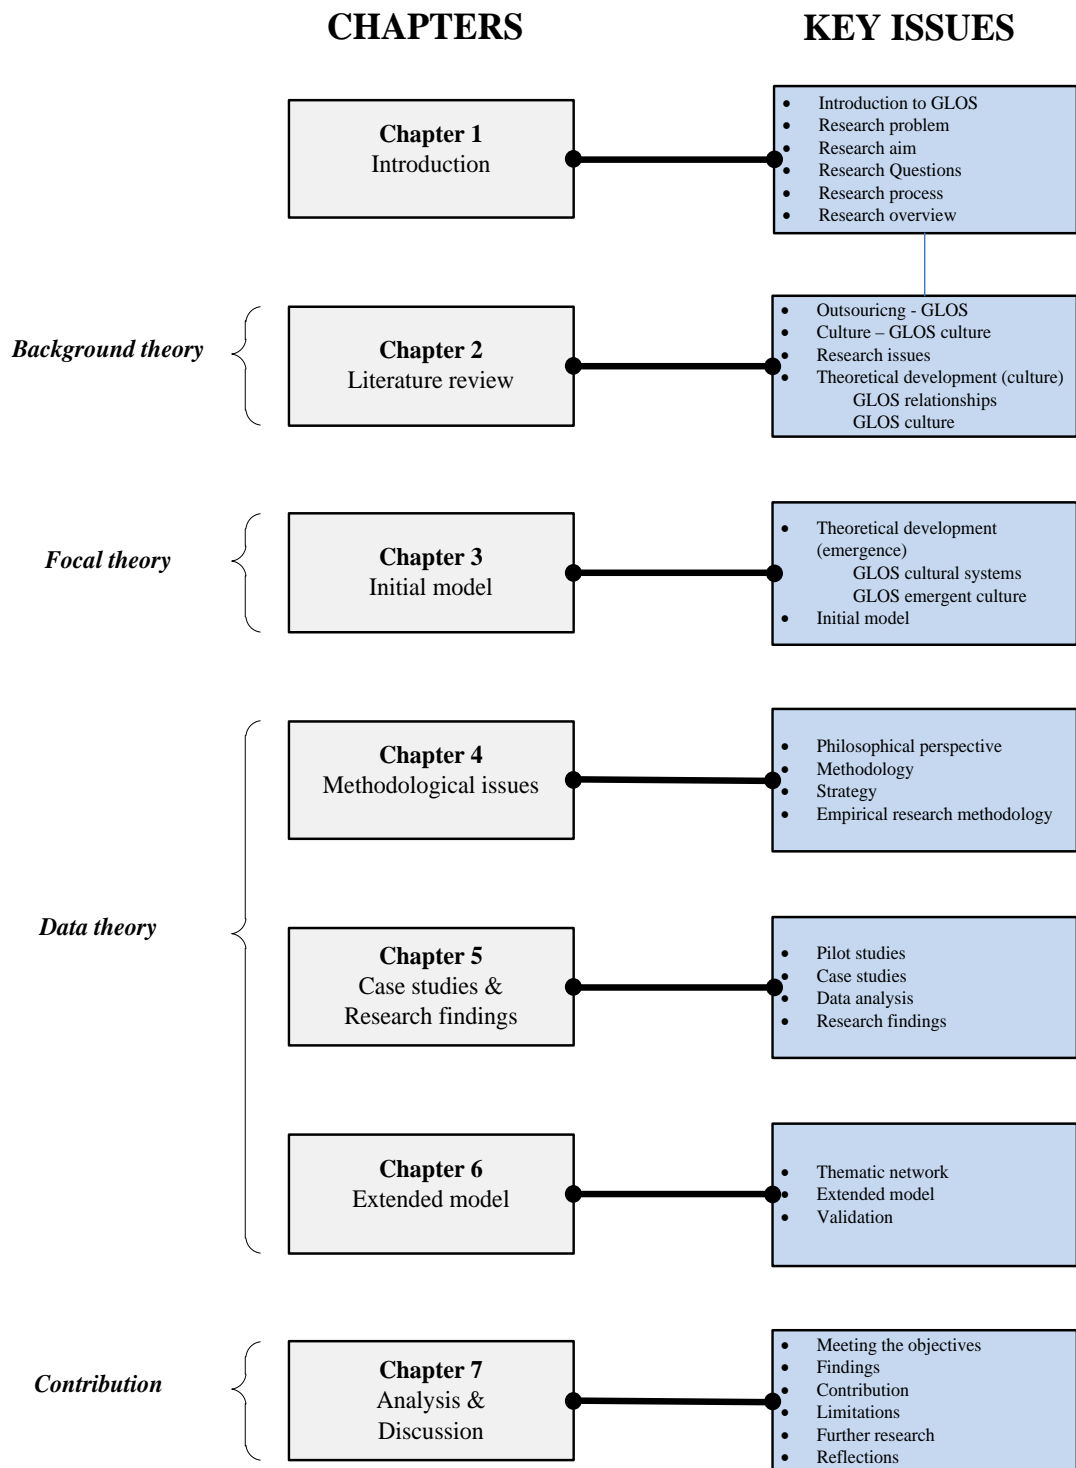 CHAPTERS
KEY ISSUES
Chapter 1
Introduction
• Introduction to GLOS
• Research problem
• Research aim
• Research Questions
• Research process
• Research overview
Background theory
Chapter 2
Literature review
• Outsouricng - GLOS
• Culture – GLOS culture
• Research issues
• Theoretical development (culture)
GLOS relationships
GLOS culture
Focal theory
Chapter 3
Initial model
• Theoretical development
(emergence)
GLOS cultural systems
GLOS emergent culture
• Initial model
Data theory
Chapter 4
Methodological issues
• Philosophical perspective
• Methodology
• Strategy
• Empirical research methodology
Chapter 5
Case studies &
Research findings
• Pilot studies
• Case studies
• Data analysis
• Research findings
Chapter 6
Extended model
• Thematic network
• Extended model
• Validation
Contribution
Chapter 7
Analysis &
Discussion
• Meeting the objectives
• Findings
• Contribution
• Limitations
• Further research
• Reflections